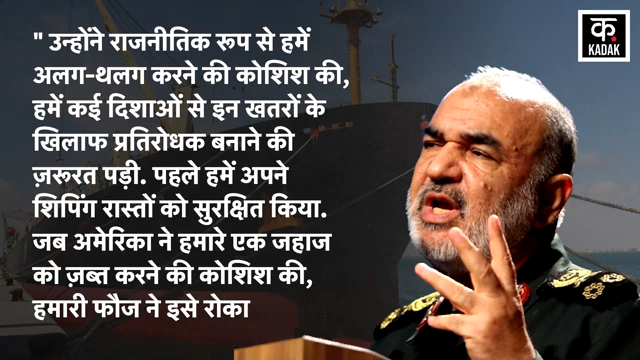 " उन्होंने राजनीतिक रूप से हमें
अलग-थलग करने की कोशिश की,
हमें कई दिशाओं से इन खतरों के
खिलाफ प्रतिरोधक बनाने की
ज़रूरत पड़ी. पहले हमें अपने
शिपिंग रास्तों को सुरक्षित किया.
जब अमेरिका ने हमारे एक जहाज
को ज़ब्त करने की कोशिश की,
हमारी फौज ने इसे रोका
क.
KADAK